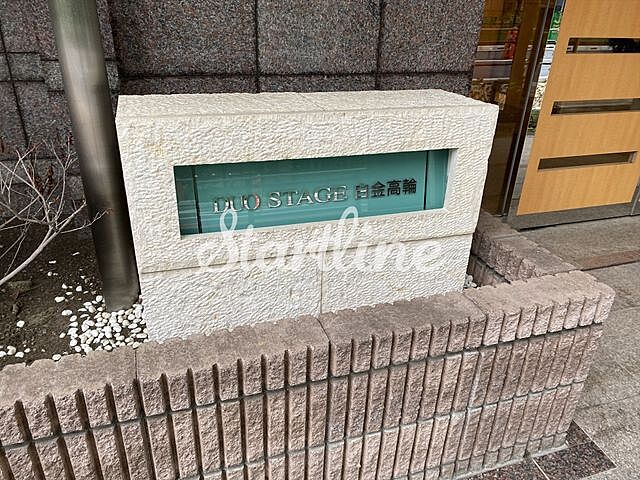 DUO STAGE 白金高輪
Startline